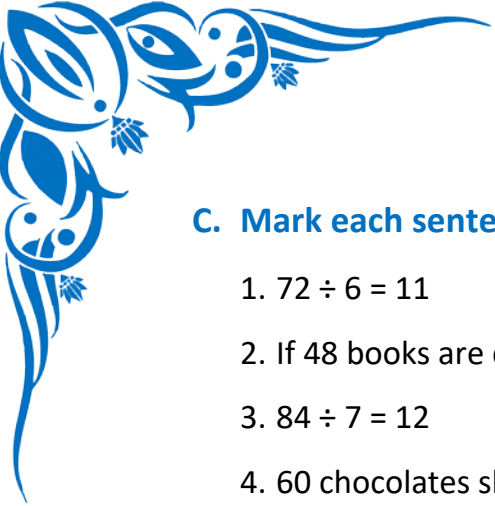 C. Mark each sente
1. 72 ÷ 6 = 11
2. If 48 books are
3. 84 ÷ 7 = 12
4. 60 chocolates s